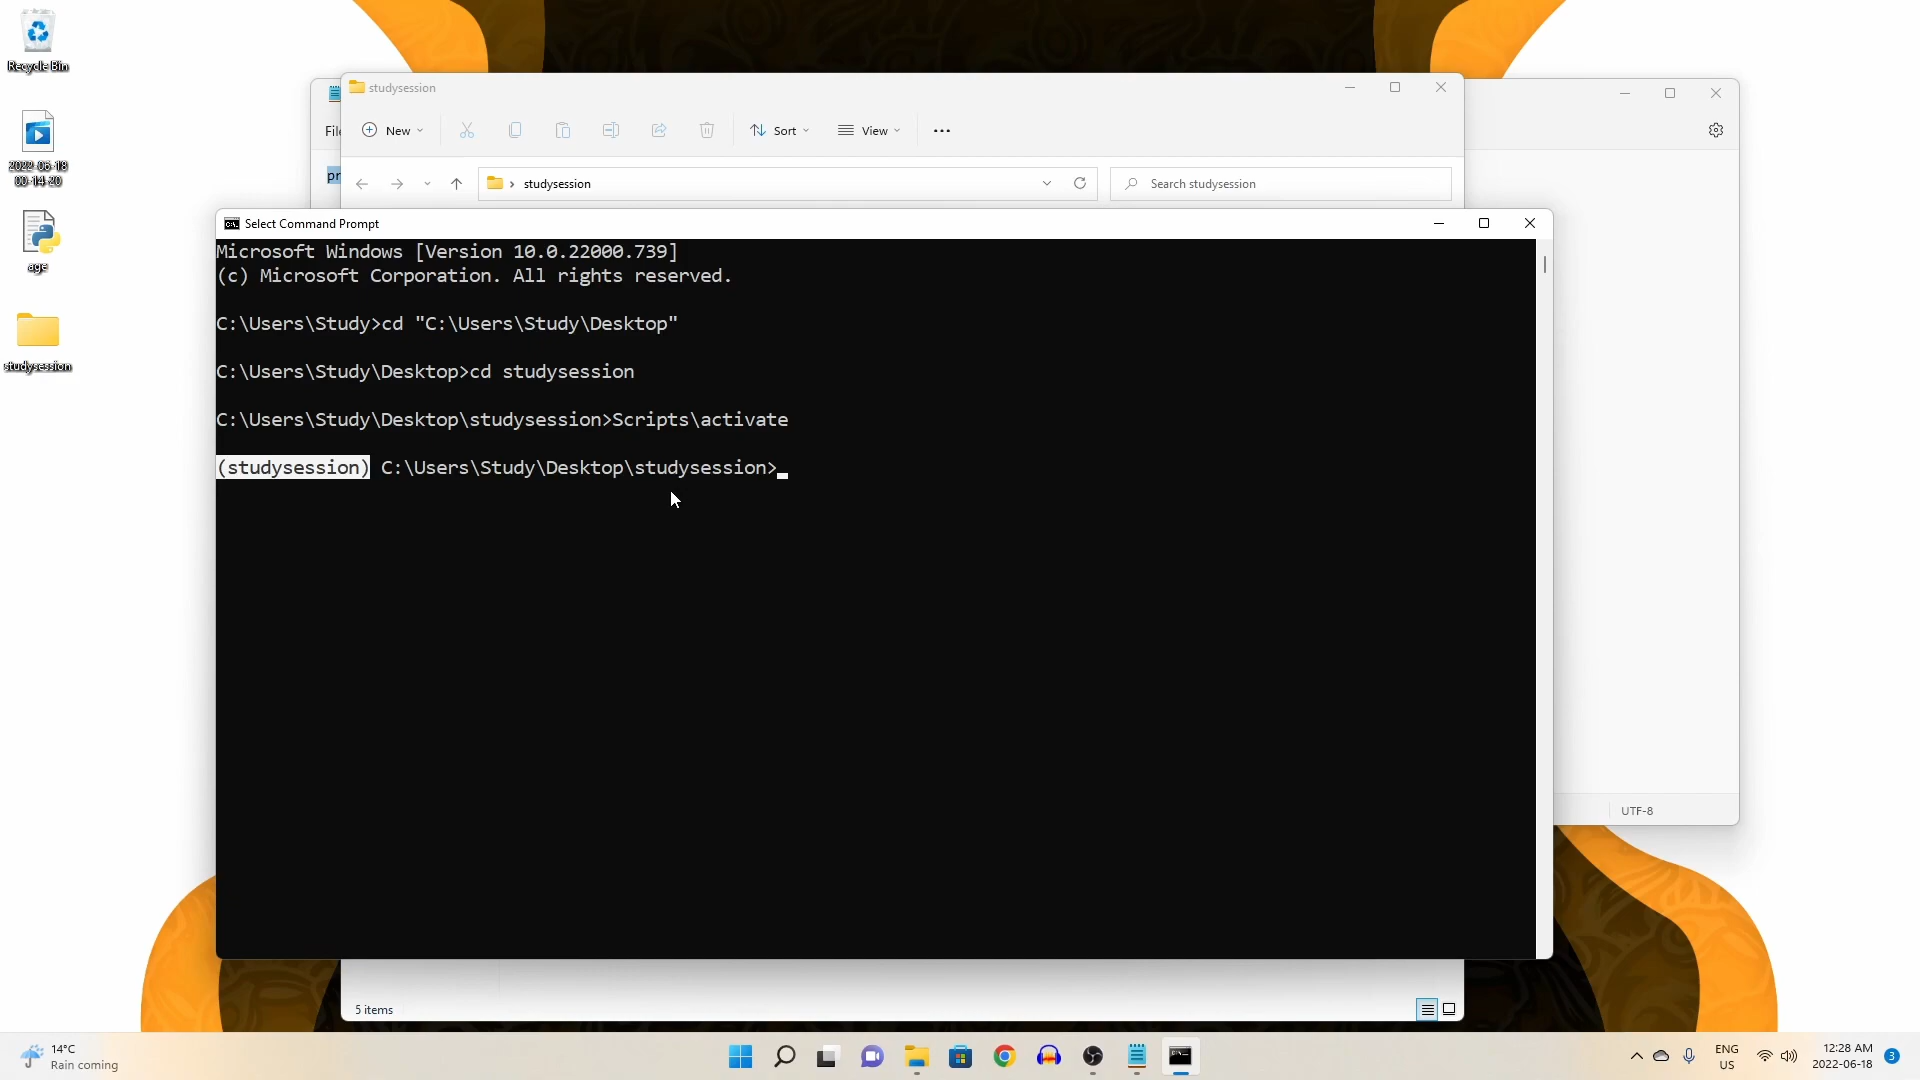 Recycle Bin
2022-06-18
00-14-20
age
studysession
studysession
New
Sort
View
studysession
Search studysession
Select Command Prompt
Microsoft Windows [Version 10.0.22000.739]
(c) Microsoft Corporation. All rights reserved.
C:\Users\Study>cd "C:\Users\Study\Desktop"
C:\Users\Study\Desktop>cd studysession
C:\Users\Study\Desktop\studysession>Scripts\activate
(studysession) C:\Users\Study\Desktop\studysession>_
UTF-8
5 items
14°C
Rain coming
ENG
US
12:28 AM
2022-06-18
3